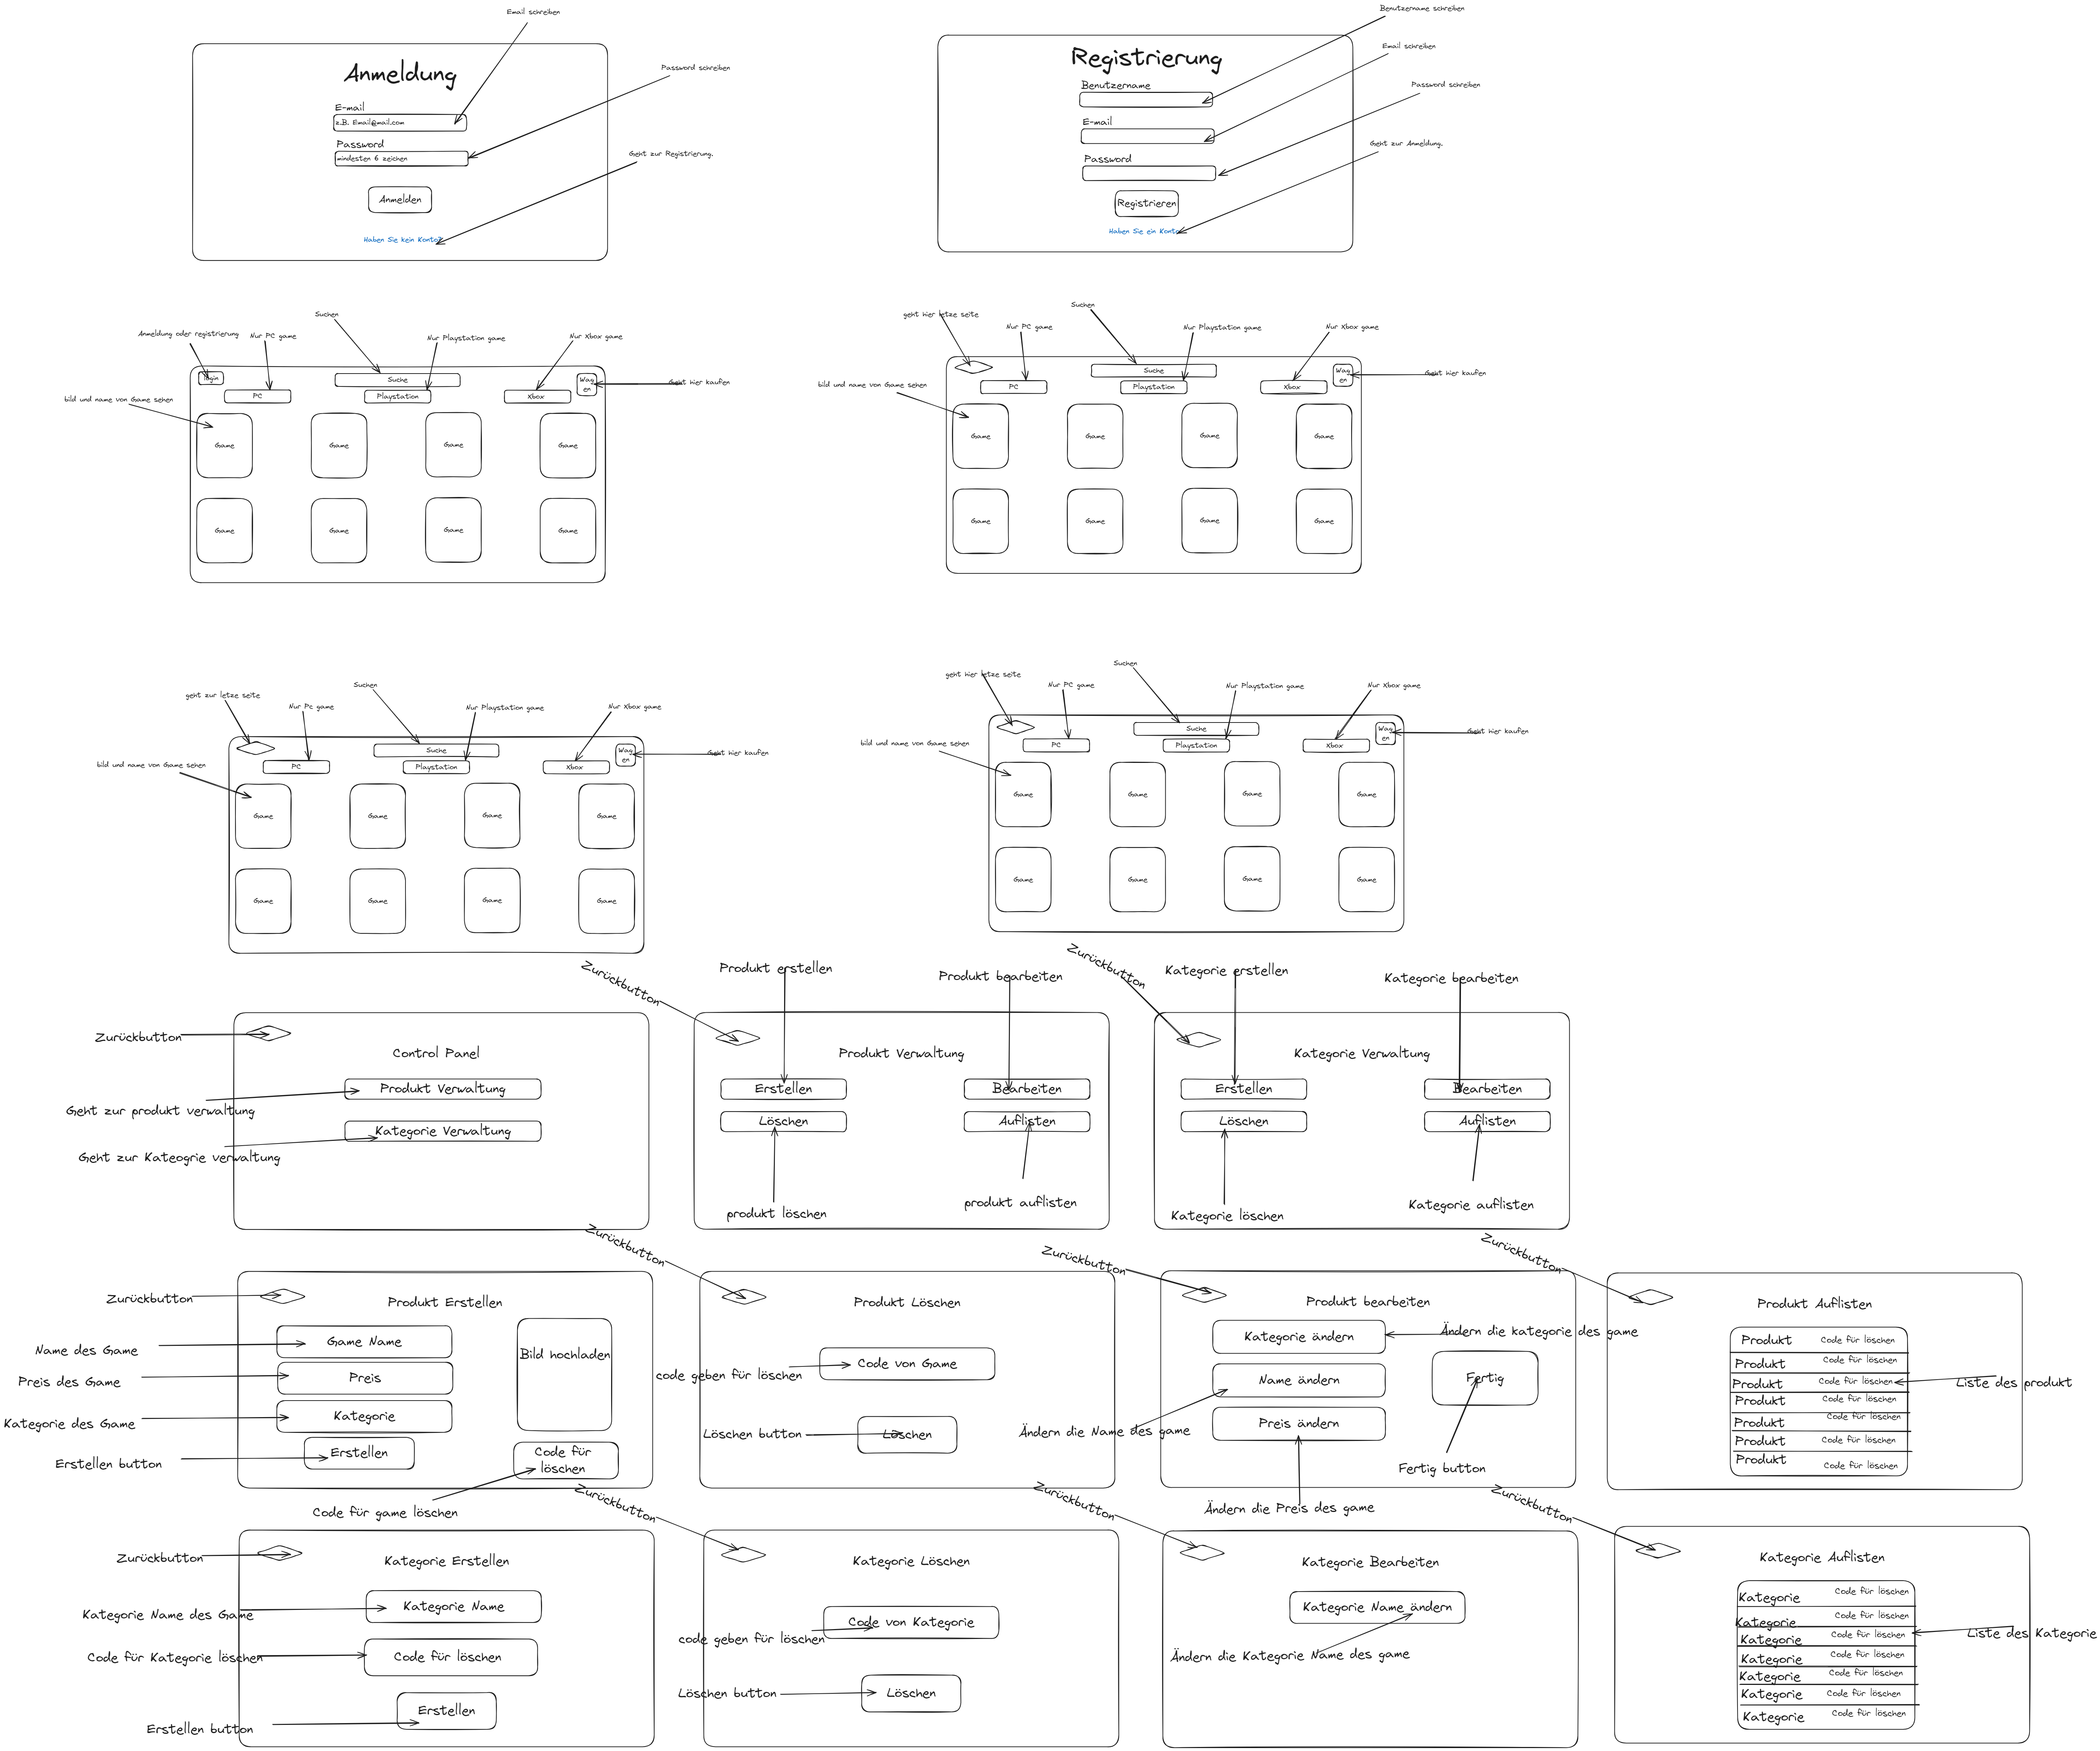 Email schreiben
Password schreiben
Anmeldung
E-mail
z.B. Email@mail.com
Password
mindesten 6 zeichen
Geht zur Registrierung.
Anmelden
Haben Sie kein Konto?
Benutzername schreiben
Email schreiben
Registrierung
Benutzername
Password schreiben
E-mail
Geht zur Anmeldung.
Password
Registrieren
Haben Sie ein Konto
Suchen
Anmeldung oder registrierung
Nur PC game
Nur Playstation game
Nur Xbox game
login
Suche
Wag
en
Geht hier kaufen
bild und name von Game sehen
PC
Playstation
Xbox
Game
Game
Game
Game
Game
Game
Game
Game
Suchen
geht hier letze seite
Nur PC game
Nur Playstation game
Nur Xbox game
Suche
Wag
en
Geht hier kaufen
bild und name von Game sehen
PC
Playstation
Xbox
Game
Game
Game
Game
Game
Game
Game
Game
Suchen
geht zur letze seite
Nur Pc game
Nur Playstation game
Nur Xbox game
Suche
Wag
en
Geht hier kaufen
bild und name von Game sehen
PC
Playstation
Xbox
Game
Game
Game
Game
Game
Game
Game
Game
Suchen
geht hier letze seite
Nur PC game
Nur Playstation game
Nur Xbox game
Suche
Wag
en
Geht hier kaufen
bild und name von Game sehen
PC
Playstation
Xbox
Game
Game
Game
Game
Game
Game
Game
Game
Zurückbutton
Control Panel
Produkt Verwaltung
Geht zur produkt verwaltung
Kategorie Verwaltung
Geht zur Kateogrie verwaltung
Zurückbutton
Produkt erstellen
Produkt bearbeiten
Produkt Verwaltung
Erstellen
Bearbeiten
Löschen
Auflisten
produkt löschen
produkt auflisten
Zurückbutton
Kategorie erstellen
Kategorie bearbeiten
Kategorie Verwaltung
Erstellen
Bearbeiten
Löschen
Auflisten
Kategorie löschen
Kategorie auflisten
Zurückbutton
Produkt Erstellen
Name des Game
Game Name
Bild hochladen
Preis des Game
Preis
Kategorie des Game
Kategorie
Erstellen button
Erstellen
Code für
löschen
Code für game löschen
Zurückbutton
Produkt Löschen
code geben für löschen
Code von Game
Löschen button
Löschen
Zurückbutton
Produkt bearbeiten
Kategorie ändern
Ändern die kategorie des game
Name ändern
Fertig
Ändern die Name des game
Preis ändern
Fertig button
Ändern die Preis des game
Zurückbutton
Produkt Auflisten
Produkt Code für löschen
Produkt Code für löschen
Produkt Code für löschen
Liste des produkt
Produkt Code für löschen
Produkt Code für löschen
Produkt Code für löschen
Produkt Code für löschen
Zurückbutton
Kategorie Erstellen
Kategorie Name des Game
Kategorie Name
Code für Kategorie löschen
Code für löschen
Erstellen button
Erstellen
Zurückbutton
Kategorie Löschen
code geben für löschen
Code von Kategorie
Löschen button
Löschen
Zurückbutton
Kategorie Bearbeiten
Kategorie Name ändern
Ändern die Kategorie Name des game
Zurückbutton
Kategorie Auflisten
Kategorie Code für löschen
Kategorie Code für löschen
Kategorie Code für löschen
Liste des Kategorie
Kategorie Code für löschen
Kategorie Code für löschen
Kategorie Code für löschen
Kategorie Code für löschen